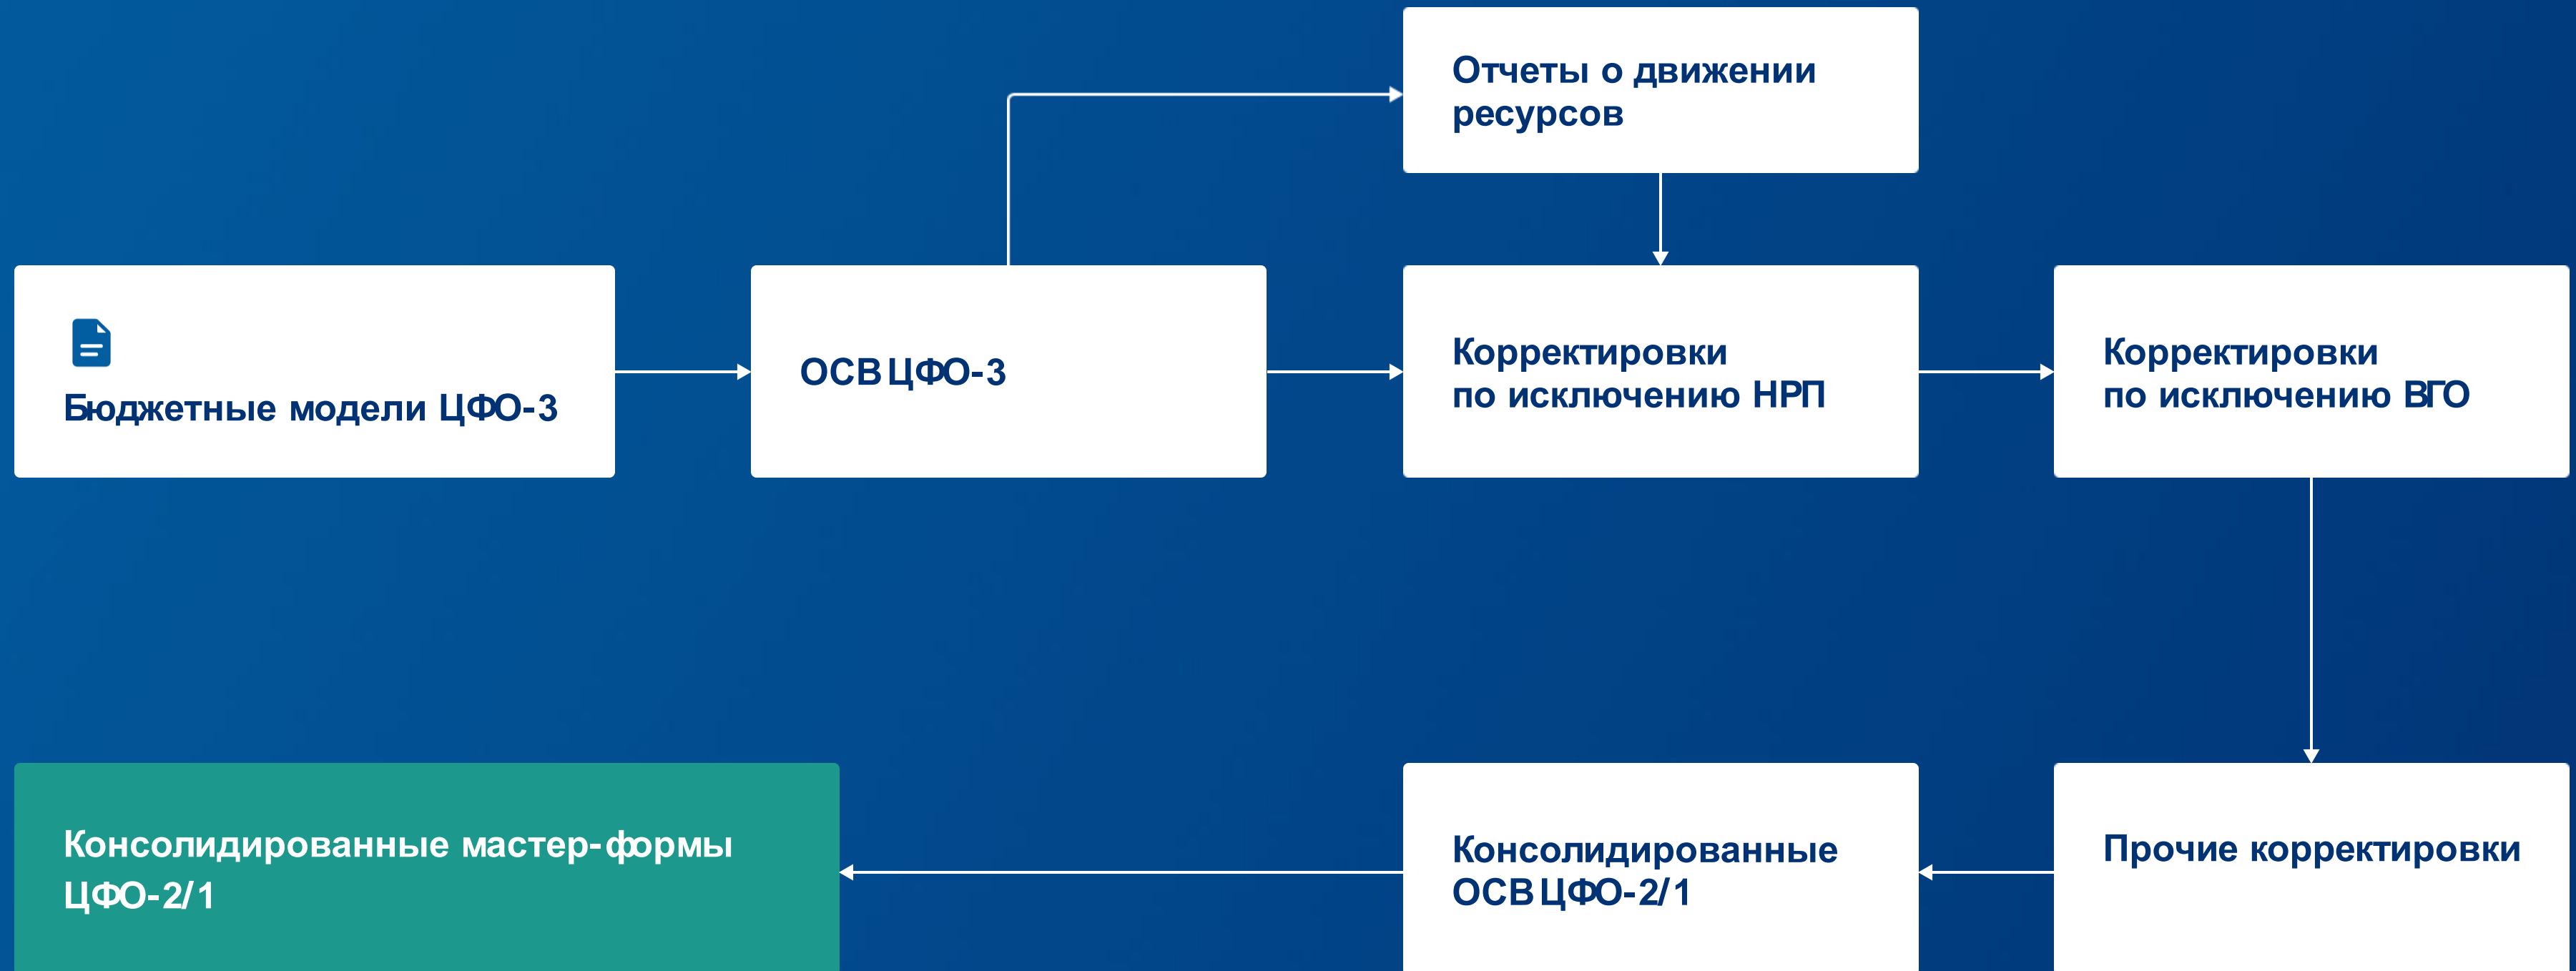 Отчеты о движении
ресурсов
Бюджетные модели ЦФО-3
ОСВ ЦФО-3
Корректировки
по исключению НРП
Корректировки
по исключению ВГО
Консолидированные мастер-формы
ЦФО-2/1
Консолидированные
ОСВ ЦФО-2/1
Прочие корректировки